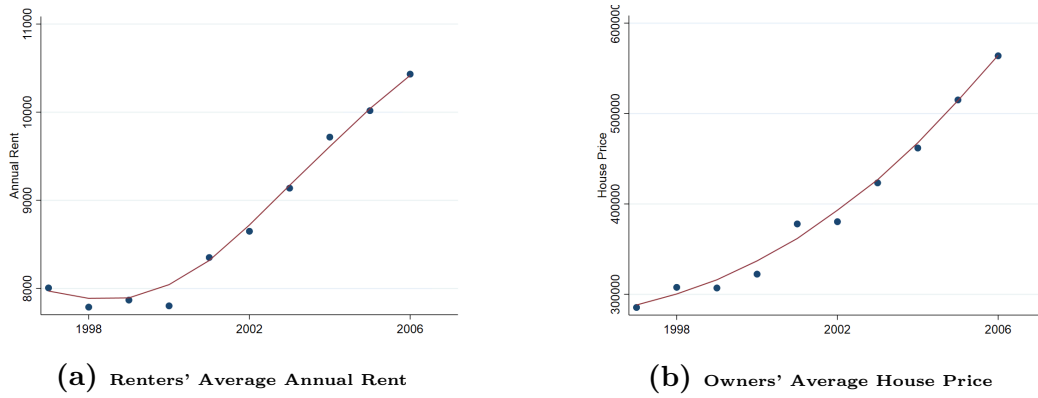 Annual Rent
11000
10000
9000
8000
1998 2002 2006
(a) Renters' Average Annual Rent
House Price
500000
400000
300000
1998 2002 2006
(b) Owners' Average House Price